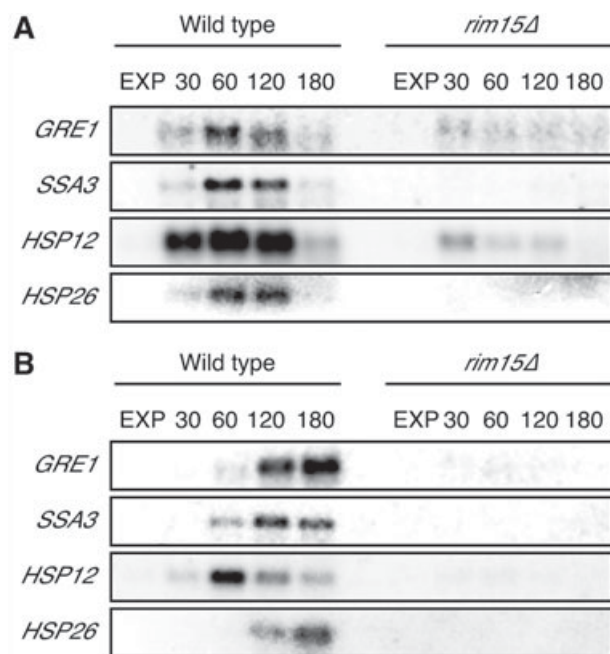 A
Wild type rim15Δ
EXP 30 60 120 180 EXP 30 60 120 180
GRE1
SSA3
HSP12
HSP26
B
Wild type rim15Δ
EXP 30 60 120 180 EXP 30 60 120 180
GRE1
SSA3
HSP12
HSP26